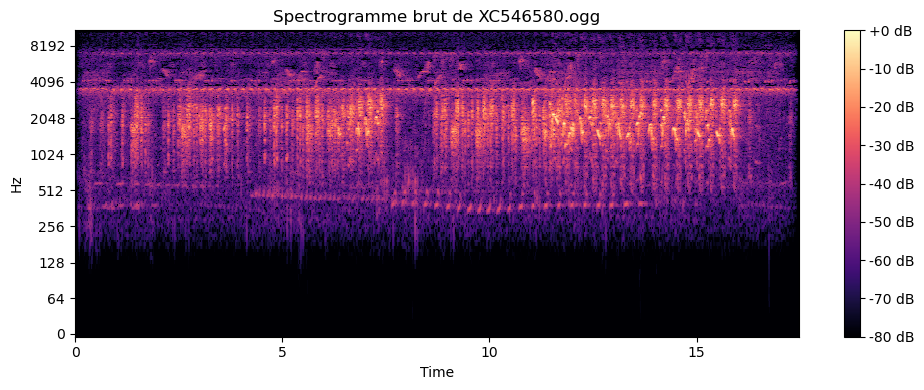 Spectrogramme brut de XC546580.ogg
Hz
8192
4096
2048
1024
512
256
128
64
0
0
5
10
15
Time
+0 dB
-10 dB
-20 dB
-30 dB
-40 dB
-50 dB
-60 dB
-70 dB
-80 dB